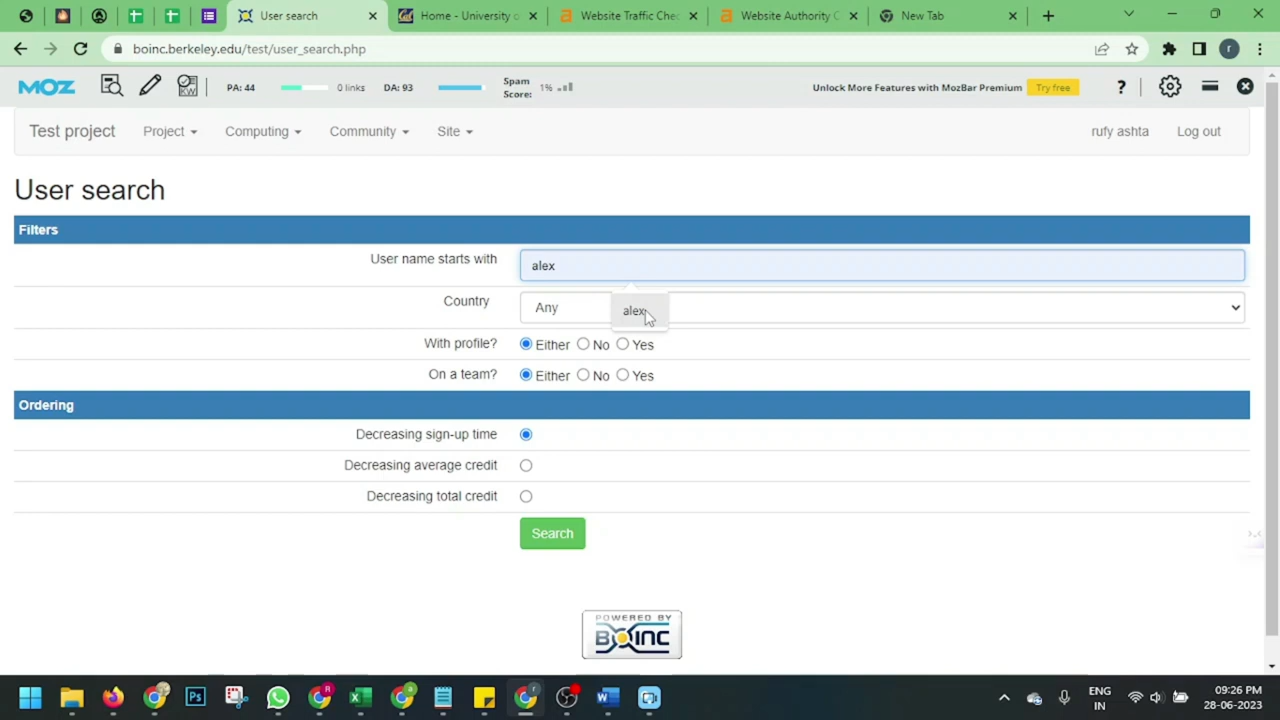 User search
Home - University o
Website Traffic Chec
Website Authority C
New Tab
boinc.berkeley.edu/test/user_search.php
r
MOZ
KW
PA: 44
0 links
DA: 93
Spam
Score:
1%
Unlock More Features with MozBar Premium
Try free
?
Test project
Project
Computing
Community
Site
rufy ashta
Log out
User search
Filters
User name starts with
alex
Country
Any
alex
With profile?
Either No Yes
On a team?
Either No Yes
Ordering
Decreasing sign-up time
Decreasing average credit
Decreasing total credit
Search
POWERED BY
BOINC
ENG
IN
09:26 PM
28-06-2023